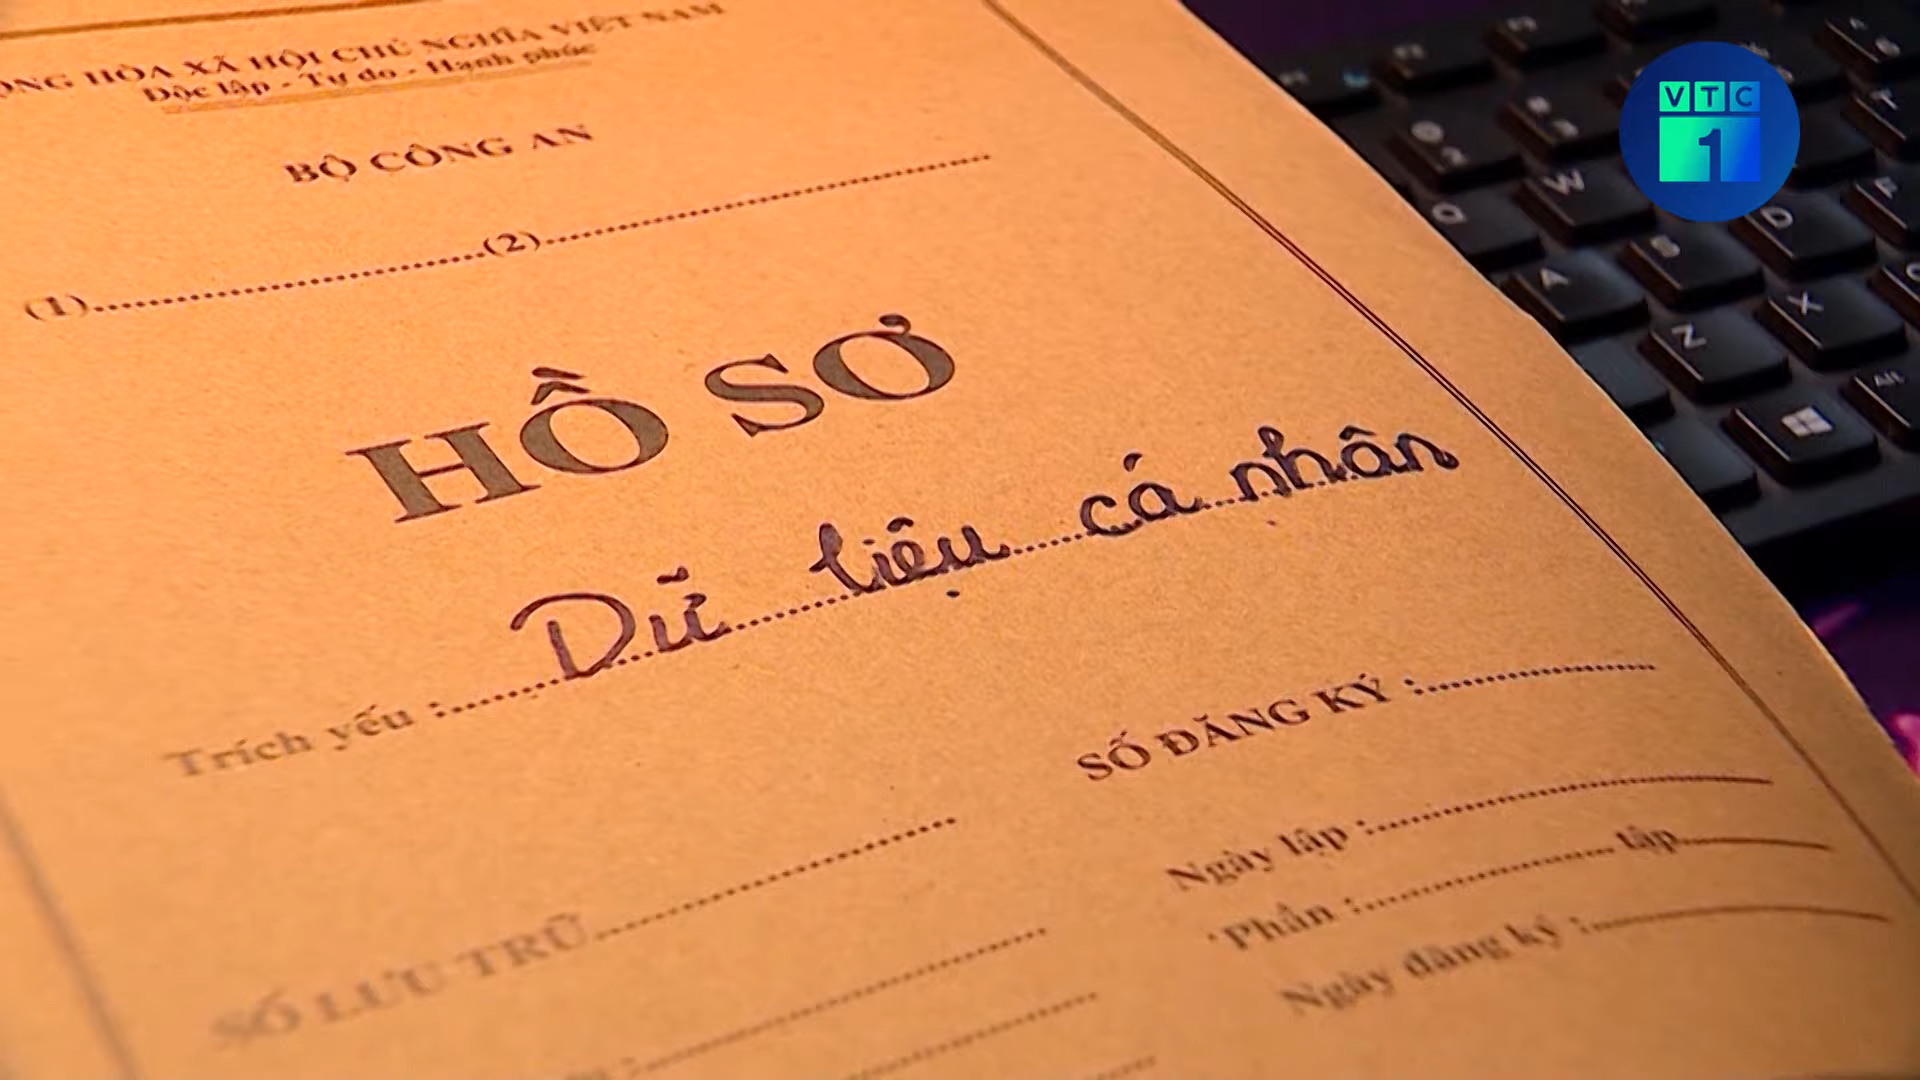 CỘNG HÒA XÃ HỘI CHỦ NGHĨA VIỆT NAM
Độc lập - Tự do - Hạnh phúc
BỘ CÔNG AN
(1)....................(2)....................
HỒ SƠ
Trích yếu :.... Dữ liệu cá nhân
SỐ ĐĂNG KÝ :....................
Ngày lập :....................
Phần :.................... tập..........
Ngày đăng ký :....................
SỐ LƯU TRỮ....................
VTC
1
W
A
S
D
Z
X
Alt